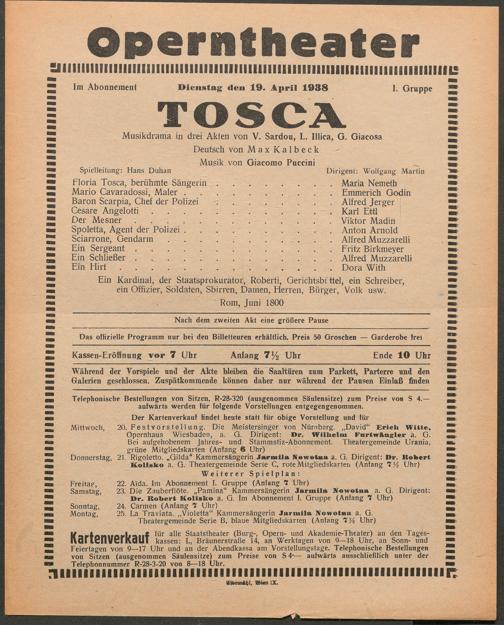 Operntheater
Im Abonnement Dienstag den 19. April 1938 I. Gruppe
TOSCA
Musikdrama in drei Akten von V. Sardou, L. Illica, G. Giacosa
Deutsch von Max Kalbeck
Musik von Giacomo Puccini
Spielleitung: Hans Duhan Dirigent: Wolfgang Martin
Floria Tosca, berühmte Sängerin . . . . . . Maria Nemeth
Mario Cavaradossi, Maler . . . . . . Emmerich Godin
Baron Scarpia, Chef der Polizei . . . . . . Alfred Jerger
Cesare Angelotti . . . . . . Karl Ettl
Der Mesner . . . . . . Viktor Madin
Spoletta, Agent der Polizei . . . . . . Anton Arnold
Sciarrone, Gendarm . . . . . . Alfred Muzzarelli
Ein Sergeant . . . . . . Fritz Birkmeyer
Ein Schließer . . . . . . Alfred Muzzarelli
Ein Hirt . . . . . . Dora With
Ein Kardinal, der Staatsprokurator, Roberti, Gerichtsbüttel, ein Schreiber,
ein Offizier, Soldaten, Sbirren, Damen, Herren, Bürger, Volk usw.
Rom, Juni 1800
Nach dem zweiten Akt eine größere Pause
Das offizielle Programm nur bei den Billetteuren erhältlich. Preis 50 Groschen — Garderobe frei
Kassen-Eröffnung vor 7 Uhr Anfang 7½ Uhr Ende 10 Uhr
Während der Vorspiele und der Akte bleiben die Saaltüren zum Parkett, Parterre und den
Galerien geschlossen. Zuspätkommende können daher nur während der Pausen Einlaß finden
Telephonische Bestellungen von Sitzen, R-28-320 (ausgenommen Säulensitze) zum Preise von S 4.—
aufwärts werden für folgende Vorstellungen entgegengenommen.
Der Kartenverkauf findet heute statt für obige Vorstellung und für
Mittwoch, 20. Festvorstellung. Die Meistersinger von Nürnberg. „David" Erich Witte,
Opernhaus Wiesbaden, a. G. Dirigent: Dr. Wilhelm Furtwängler a. G.
Bei aufgehobenem Jahres- und Stammsitz-Abonnement. Theatergemeinde Urania,
grüne Mitgliedskarten (Anfang 6 Uhr)
Donnerstag, 21. Rigoletto. „Gilda" Kammersängerin Jarmila Nowotna a. G. Dirigent: Dr. Robert
Kolisko a. G. Theatergemeinde Serie C, rote Mitgliedskarten (Anfang 7½ Uhr)
Weiterer Spielplan:
Freitag, 22. Aïda. Im Abonnement I. Gruppe (Anfang 7 Uhr)
Samstag, 23. Die Zauberflöte. „Pamina" Kammersängerin Jarmila Nowotna a. G. Dirigent:
Dr. Robert Kolisko a. G. Im Abonnement I. Gruppe (Anfang 7 Uhr)
Sonntag, 24. Carmen (Anfang 7 Uhr)
Montag, 25. La Traviata. „Violetta" Kammersängerin Jarmila Nowotna a. G.
Theatergemeinde Serie B, blaue Mitgliedskarten (Anfang 7½ Uhr)
Kartenverkauf für alle Staatstheater (Burg-, Opern- und Akademie-Theater) an den Tages-
kassen: I., Bräunerstraße 14, an Werktagen von 9—18 Uhr, an Sonn- und
Feiertagen von 9—17 Uhr und an der Abendkassa am Vorstellungstage. Telephonische Bestellungen
von Sitzen (ausgenommen Säulensitze) zum Preise von S 4.— aufwärts ausschließlich unter der
Telephonnummer R-28-3-20 von 8—18 Uhr.
Elbemühl, Wien IX.